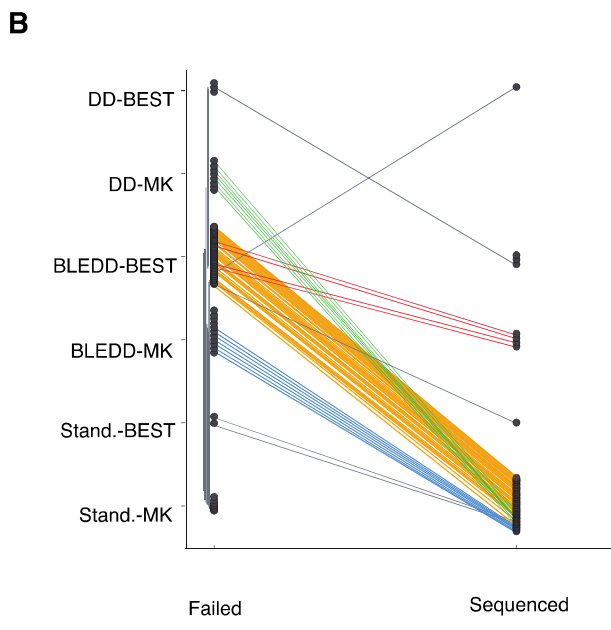 B
DD-BEST
DD-MK
BLEDD-BEST
BLEDD-MK
Stand.-BEST
Stand.-MK
Failed
Sequenced